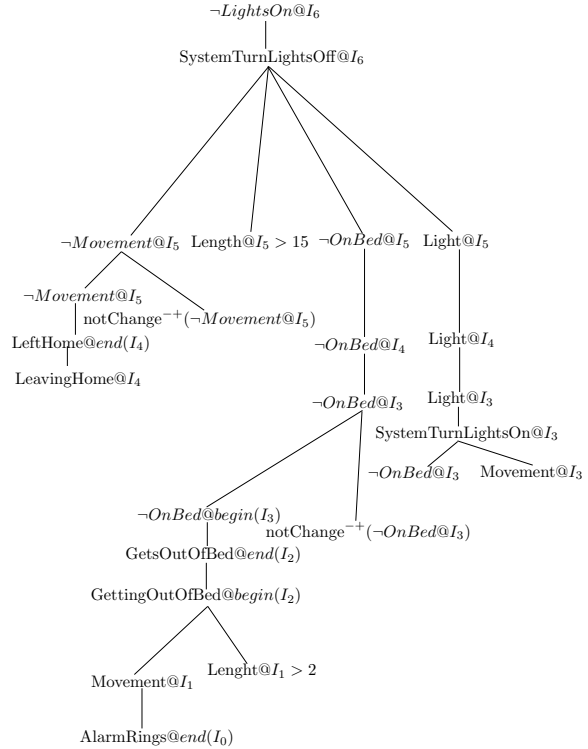 ¬LightsOn@I₆
SystemTurnLightsOff@I₆
¬Movement@I₅ Length@I₅ > 15 ¬OnBed@I₅ Light@I₅
¬Movement@I₅
notChange⁻⁺(¬Movement@I₅)
LeftHome@end(I₄) ¬OnBed@I₄ Light@I₄
LeavingHome@I₄
¬OnBed@I₃ Light@I₃
SystemTurnLightsOn@I₃
¬OnBed@I₃ Movement@I₃
¬OnBed@begin(I₃)
notChange⁻⁺(¬OnBed@I₃)
GetsOutOfBed@end(I₂)
GettingOutOfBed@begin(I₂)
Movement@I₁ Lenght@I₁ > 2
AlarmRings@end(I₀)